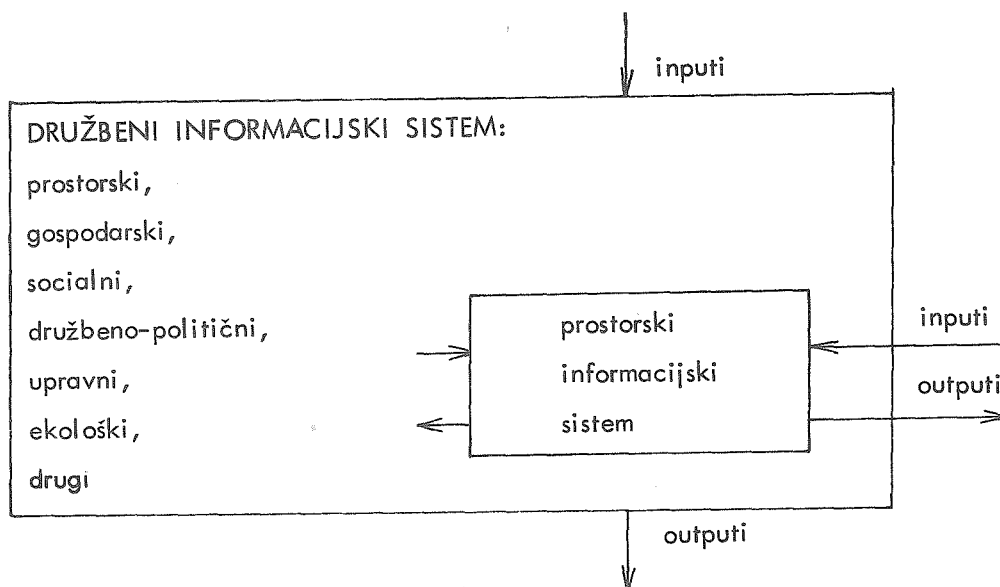 inputi
DRUŽBENI INFORMACIJSKI SISTEM:
prostorski,
gospodarski,
socialni,
družbeno-politični,
upravni,
ekološki,
drugi
prostorski
informacijski
sistem
inputi
outputi
outputi